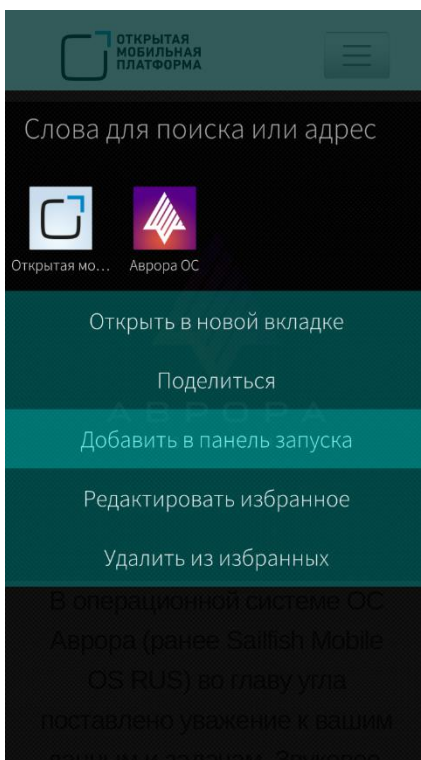 ОТКРЫТАЯ
МОБИЛЬНАЯ
ПЛАТФОРМА
Слова для поиска или адрес
Открытая мо... Аврора ОС
Открыть в новой вкладке
Поделиться
АВРОРА
Добавить в панель запуска
Редактировать избранное
Удалить из избранных
В операционной системе ОС
Аврора (ранее Sailfish Mobile
OS RUS) во главу угла
поставлено уважение к вашим
данным и задачам.